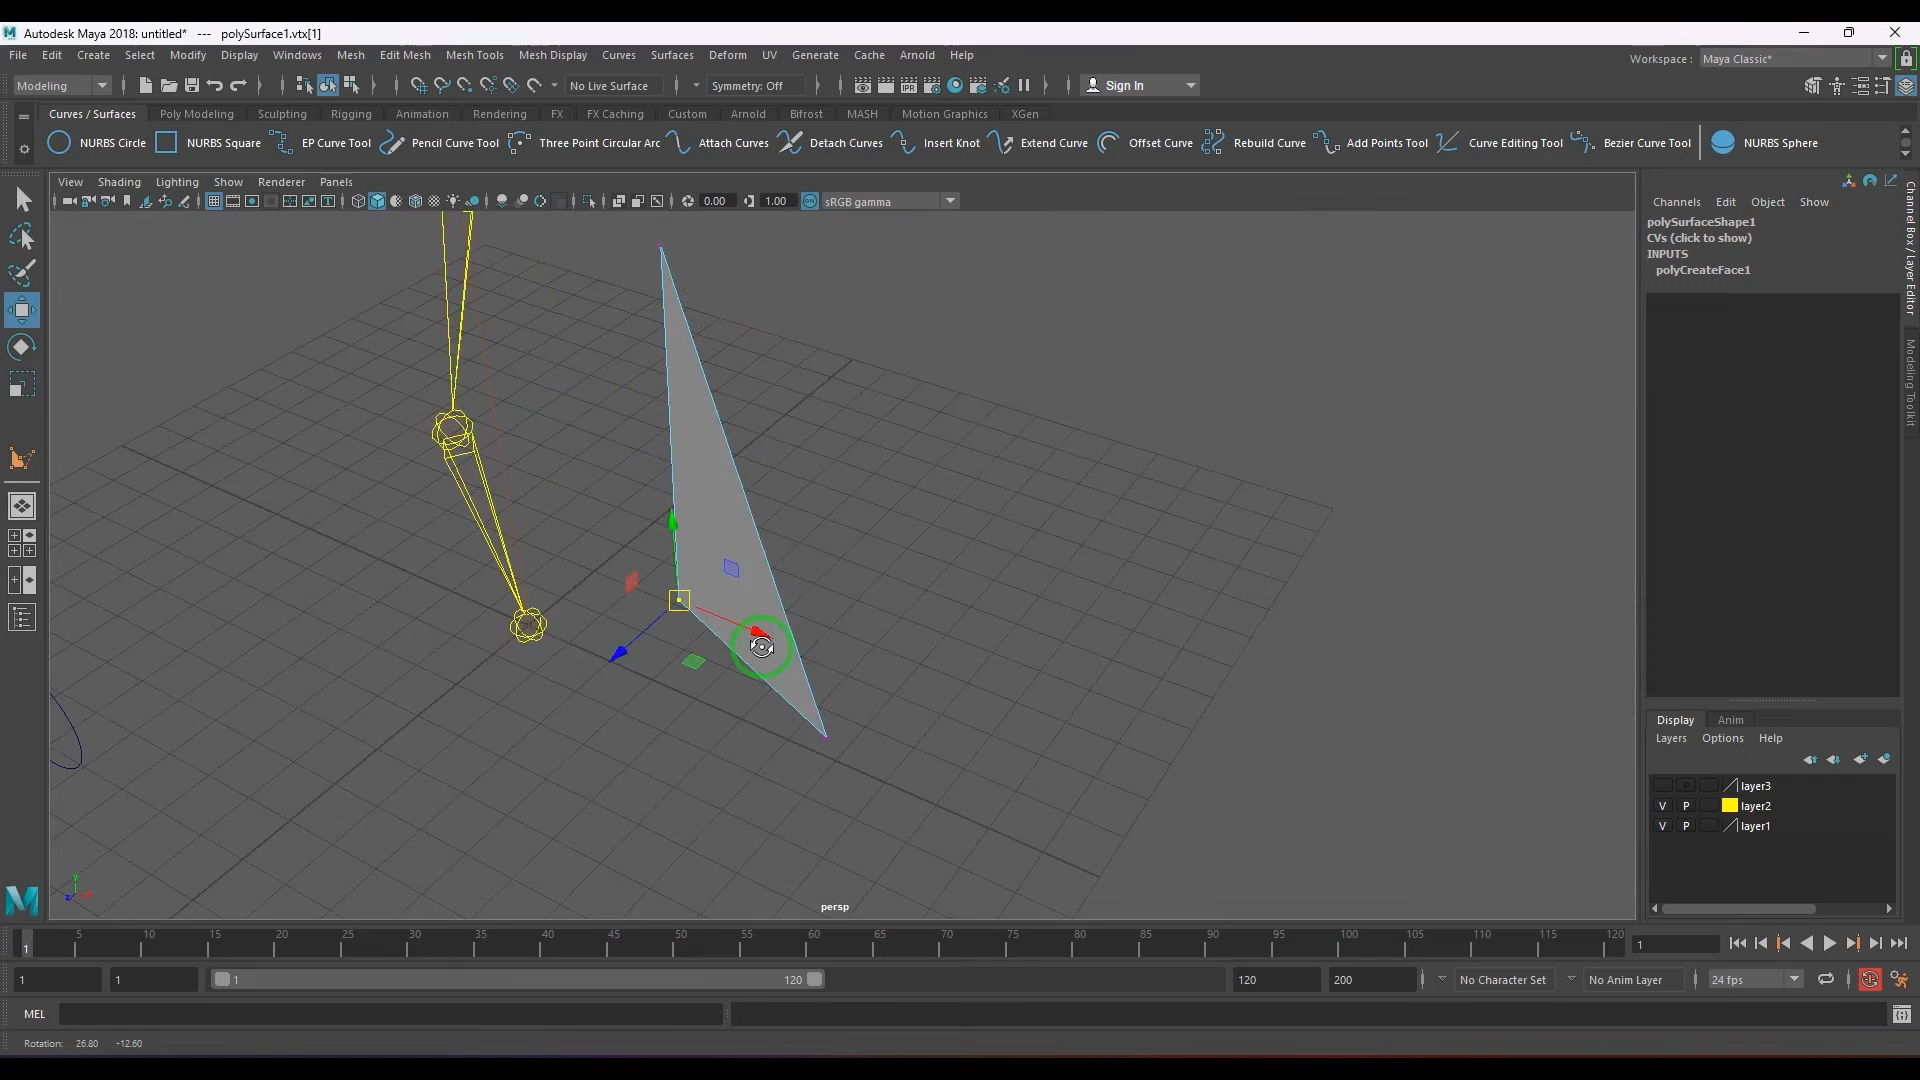 Autodesk Maya 2018: untitled* --- polySurface1.vtx[1]
File Edit Create Select Modify Display Windows Mesh Edit Mesh Mesh Tools Mesh Display Curves Surfaces Deform UV Generate Cache Arnold Help
Workspace : Maya Classic*
Modeling No Live Surface Symmetry: Off Sign In
Curves / Surfaces Poly Modeling Sculpting Rigging Animation Rendering FX FX Caching Custom Arnold Bifrost MASH Motion Graphics XGen
NURBS Circle NURBS Square EP Curve Tool Pencil Curve Tool Three Point Circular Arc Attach Curves Detach Curves Insert Knot Extend Curve Offset Curve Rebuild Curve Add Points Tool Curve Editing Tool Bezier Curve Tool NURBS Sphere
View Shading Lighting Show Renderer Panels
0.00 1.00 ON sRGB gamma
Channels Edit Object Show
polySurfaceShape1
CVs (click to show)
INPUTS
polyCreateFace1
Channel Box / Layer Editor
Modeling Toolkit
Display Anim
Layers Options Help
P layer3
V P layer2
V P layer1
y
z
persp
1 5 10 15 20 25 30 35 40 45 50 55 60 65 70 75 80 85 90 95 100 105 110 115 120 1
1 1 1 120 120 200 No Character Set No Anim Layer 24 fps
MEL
Rotation: 26.80 -12.60